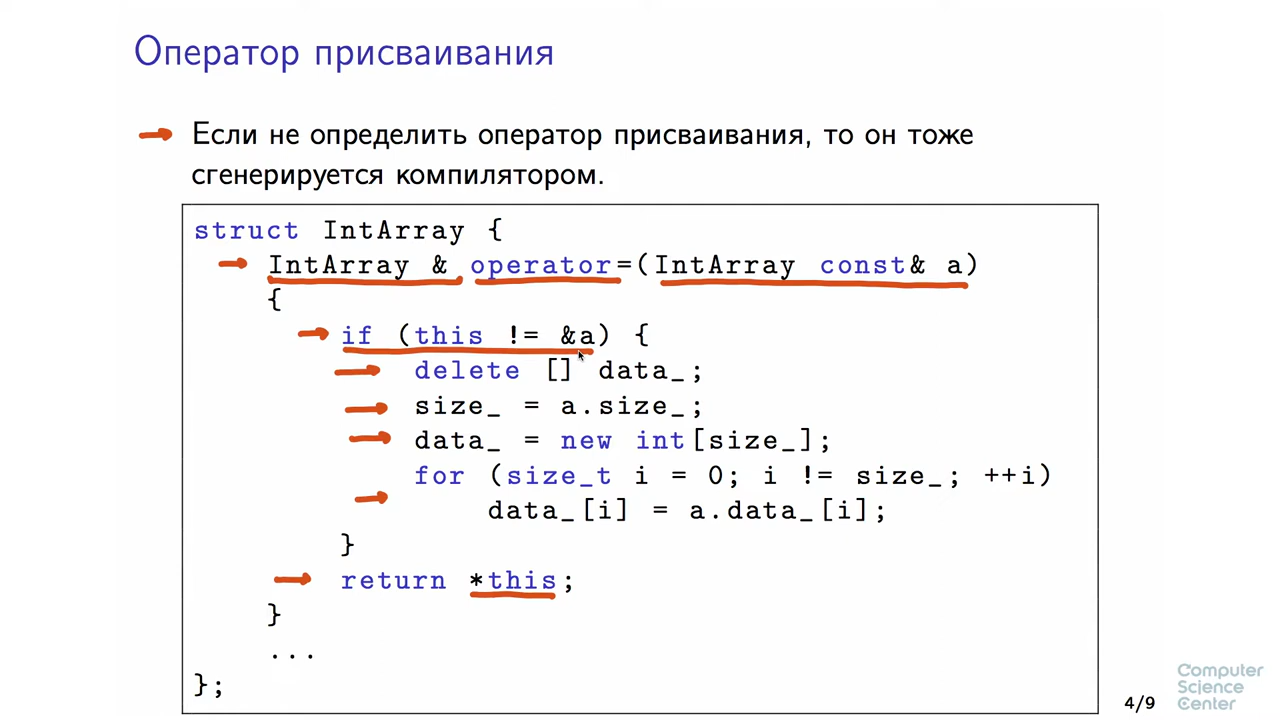 Оператор присваивания
Если не определить оператор присваивания, то он тоже
сгенерируется компилятором.
struct IntArray {
IntArray & operator=(IntArray const& a)
{
if (this != &a) {
delete [] data_;
size_ = a.size_;
data_ = new int[size_];
for (size_t i = 0; i != size_; ++i)
data_[i] = a.data_[i];
}
return *this;
}
...
};
Computer
Science
Center
4/9